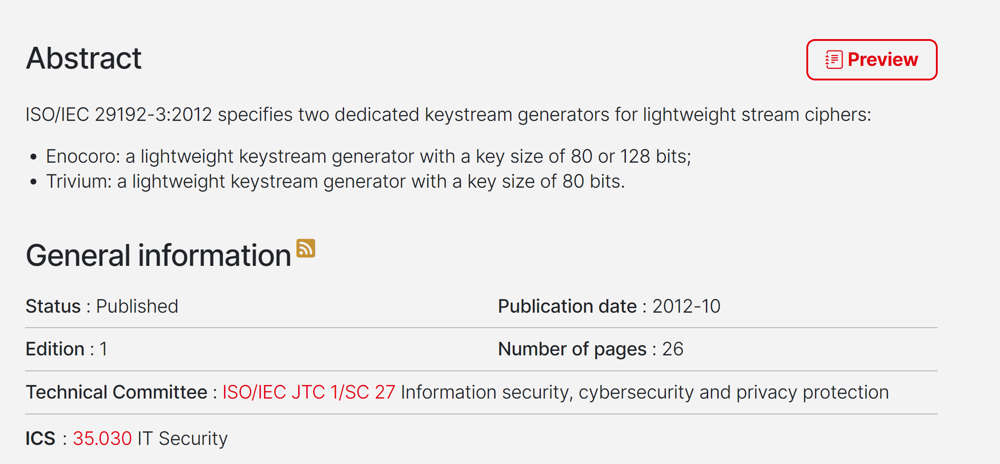 Abstract
Preview
ISO/IEC 29192-3:2012 specifies two dedicated keystream generators for lightweight stream ciphers:
• Enocoro: a lightweight keystream generator with a key size of 80 or 128 bits;
• Trivium: a lightweight keystream generator with a key size of 80 bits.
General information
Status : Published
Publication date : 2012-10
Edition : 1
Number of pages : 26
Technical Committee : ISO/IEC JTC 1/SC 27 Information security, cybersecurity and privacy protection
ICS : 35.030 IT Security